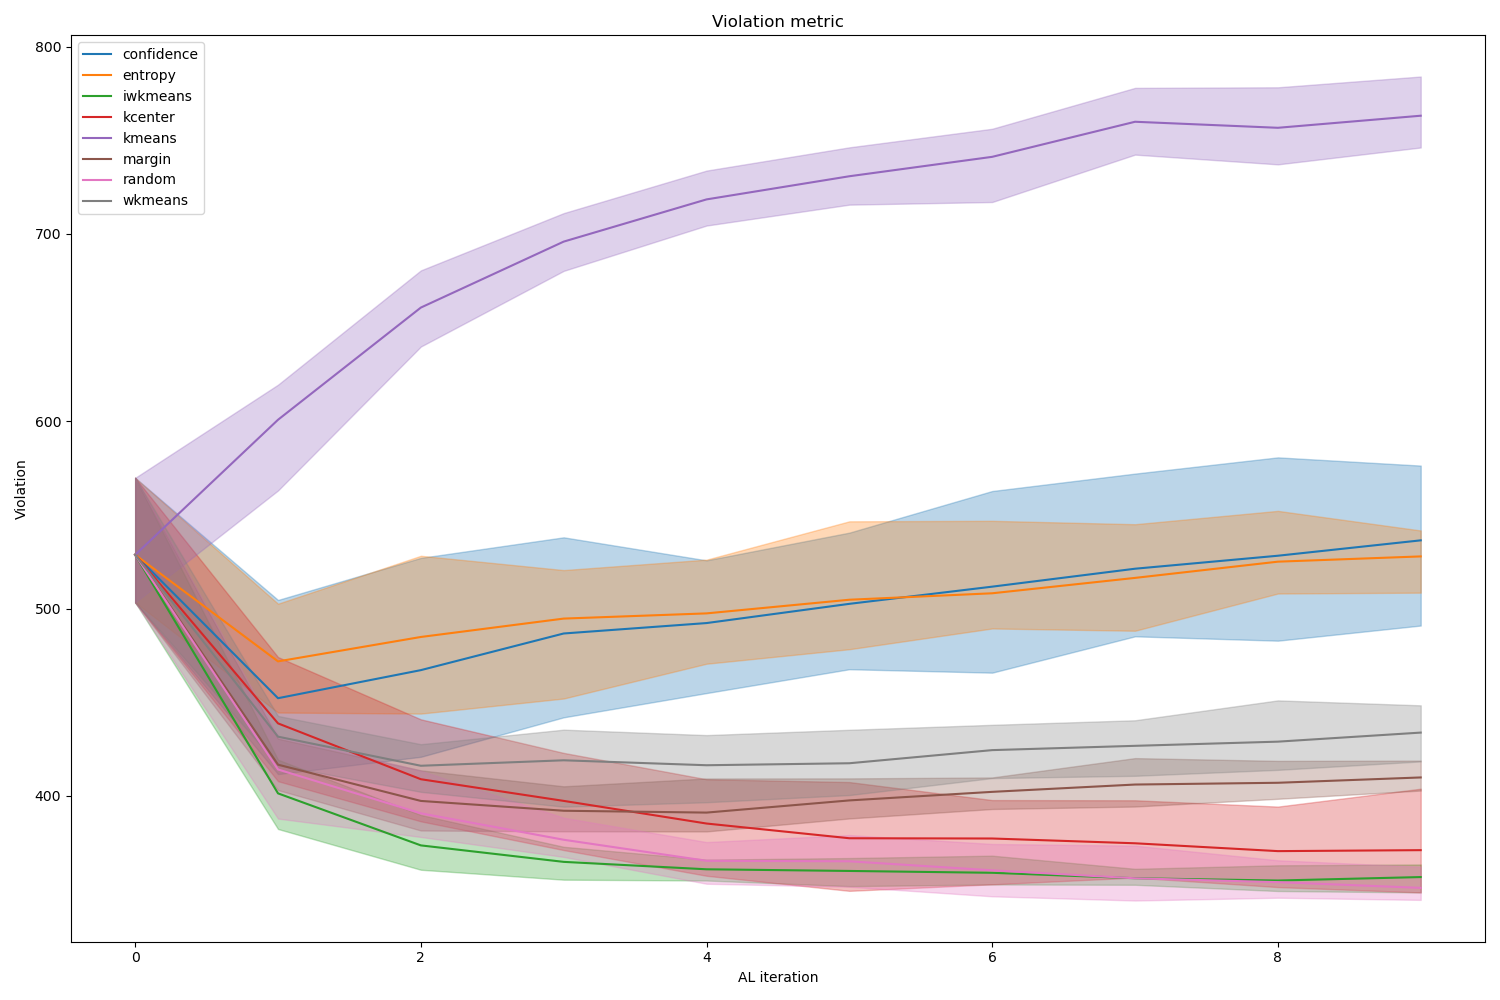 Violation metric
800
700
600
500
400
Violation
confidence
entropy
iwkmeans
kcenter
kmeans
margin
random
wkmeans
0
2
4
6
8
AL iteration